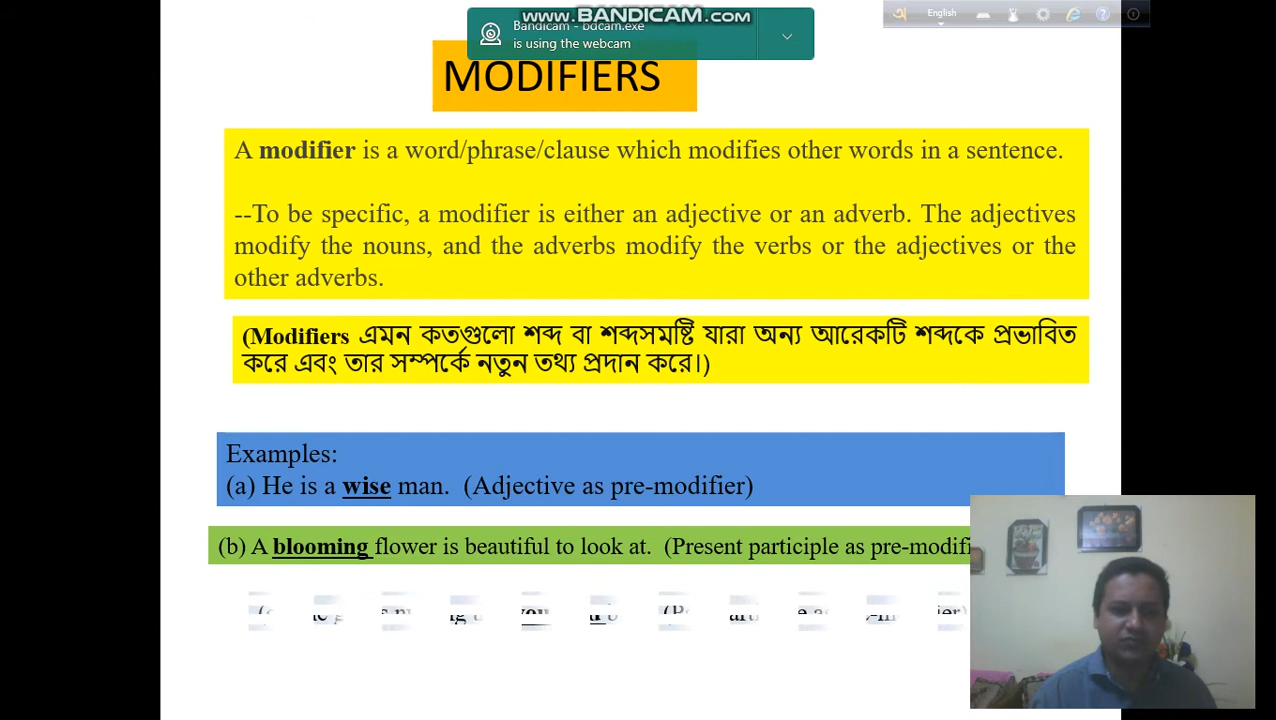 www.BANDICAM.com
Bandicam - bdcam.exe
is using the webcam
English
MODIFIERS
A modifier is a word/phrase/clause which modifies other words in a sentence.
--To be specific, a modifier is either an adjective or an adverb. The adjectives
modify the nouns, and the adverbs modify the verbs or the adjectives or the
other adverbs.
(Modifiers এমন কতগুলো শব্দ বা শব্দসমষ্টি যারা অন্য আরেকটি শব্দকে প্রভাবিত
করে এবং তার সম্পর্কে নতুন তথ্য প্রদান করে।)
Examples:
(a) He is a wise man. (Adjective as pre-modifier)
(b) A blooming flower is beautiful to look at. (Present participle as